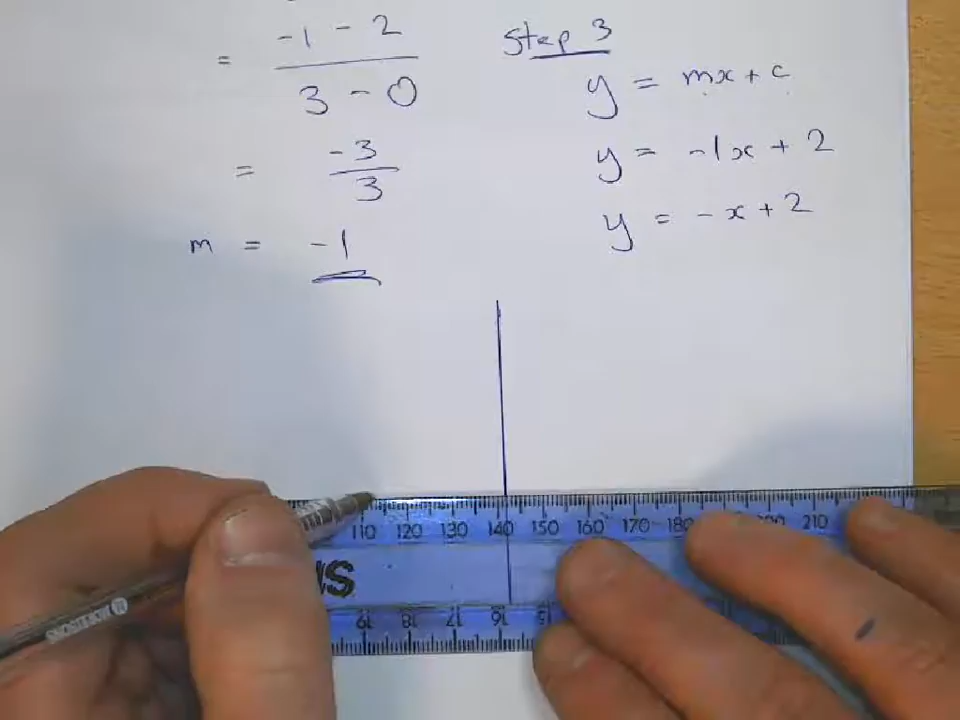 = -1 - 2 / 3 - 0
= -3 / 3
m = -1
Step 3
y = mx + c
y = -1x + 2
y = -x + 2
110 120 130 140 150 160 170 180 210